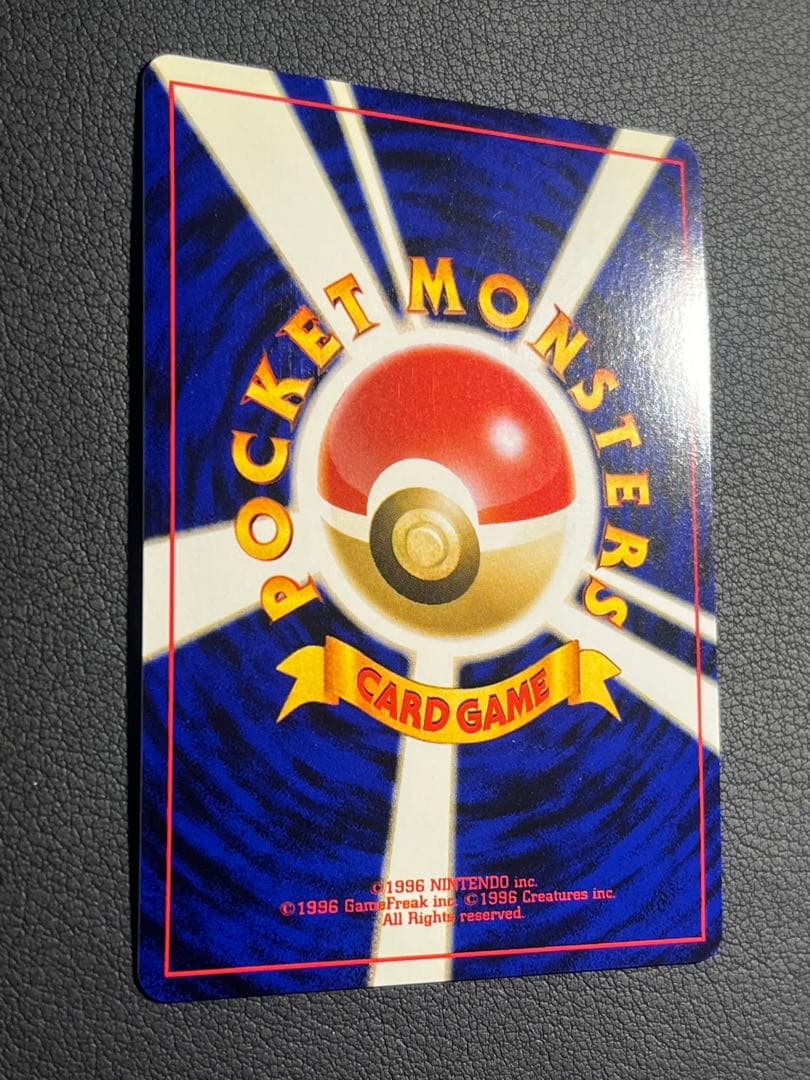 POCKET MONSTERS
CARD GAME
©1996 NINTENDO inc.
©1996 GameFreak inc. ©1996 Creatures inc.
All Rights reserved.